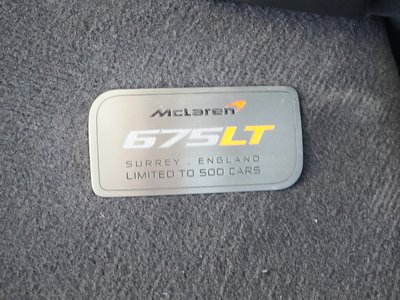 McLaren
675LT
SURREY . ENGLAND
LIMITED TO 500 CARS